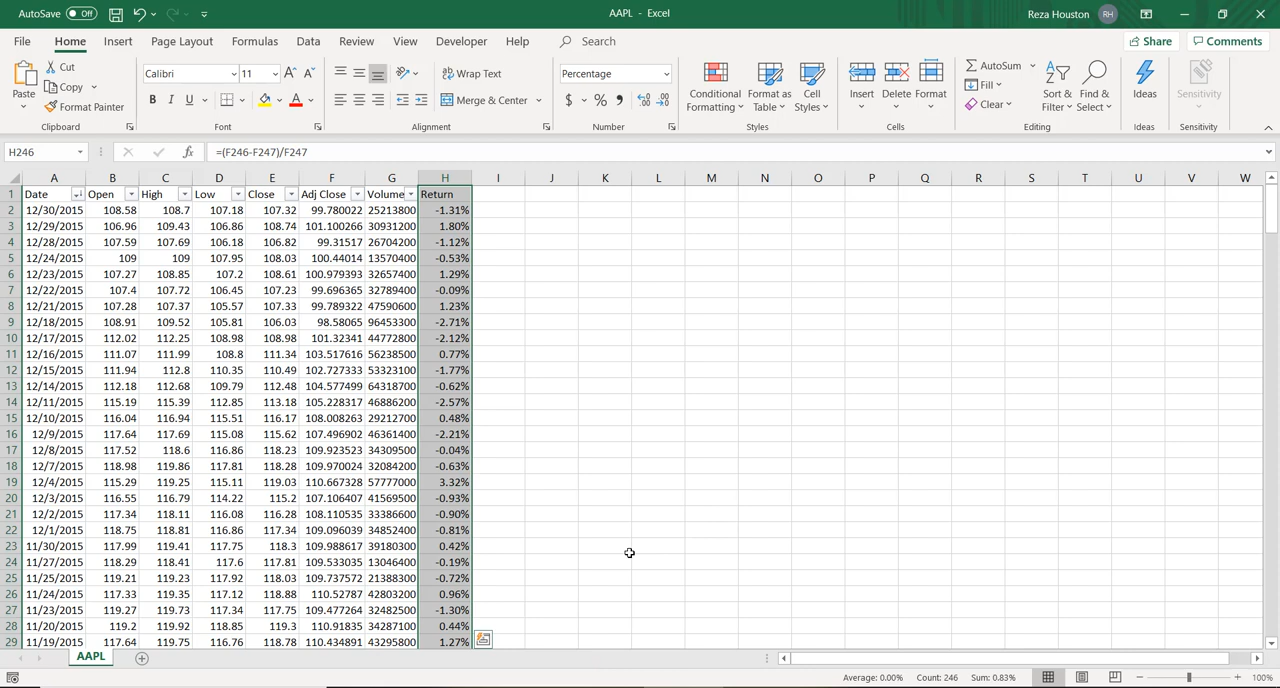 AutoSave Off AAPL - Excel Reza Houston RH
File Home Insert Page Layout Formulas Data Review View Developer Help Search Share Comments
Paste Cut Copy Format Painter Clipboard
Calibri 11 A A B I U A Font
Wrap Text Merge & Center Alignment
Percentage $ % Number
Conditional Formatting Format as Table Cell Styles Styles
Insert Delete Format Cells
AutoSum Fill Clear Sort & Filter Find & Select Editing
Ideas Ideas
Sensitivity Sensitivity
H246 fx =(F246-F247)/F247
A B C D E F G H I J K L M N O P Q R S T U V W
1 Date Open High Low Close Adj Close Volume Return
2 12/30/2015 108.58 108.7 107.18 107.32 99.780022 25213800 -1.31%
3 12/29/2015 106.96 109.43 106.86 108.74 101.100266 30931200 1.80%
4 12/28/2015 107.59 107.69 106.18 106.82 99.31517 26704200 -1.12%
5 12/24/2015 109 109 107.95 108.03 100.44014 13570400 -0.53%
6 12/23/2015 107.27 108.85 107.2 108.61 100.979393 32657400 1.29%
7 12/22/2015 107.4 107.72 106.45 107.23 99.696365 32789400 -0.09%
8 12/21/2015 107.28 107.37 105.57 107.33 99.789322 47590600 1.23%
9 12/18/2015 108.91 109.52 105.81 106.03 98.58065 96453300 -2.71%
10 12/17/2015 112.02 112.25 108.98 108.98 101.32341 44772800 -2.12%
11 12/16/2015 111.07 111.99 108.8 111.34 103.517616 56238500 0.77%
12 12/15/2015 111.94 112.8 110.35 110.49 102.727333 53323100 -1.77%
13 12/14/2015 112.18 112.68 109.79 112.48 104.577499 64318700 -0.62%
14 12/11/2015 115.19 115.39 112.85 113.18 105.228317 46886200 -2.57%
15 12/10/2015 116.04 116.94 115.51 116.17 108.008263 29212700 0.48%
16 12/9/2015 117.64 117.69 115.08 115.62 107.496902 46361400 -2.21%
17 12/8/2015 117.52 118.6 116.86 118.23 109.923523 34309500 -0.04%
18 12/7/2015 118.98 119.86 117.81 118.28 109.970024 32084200 -0.63%
19 12/4/2015 115.29 119.25 115.11 119.03 110.667328 57777000 3.32%
20 12/3/2015 116.55 116.79 114.22 115.2 107.106407 41569500 -0.93%
21 12/2/2015 117.34 118.11 116.08 116.28 108.110535 33386600 -0.90%
22 12/1/2015 118.75 118.81 116.86 117.34 109.096039 34852400 -0.81%
23 11/30/2015 117.99 119.41 117.75 118.3 109.988617 39180300 0.42%
24 11/27/2015 118.29 118.41 117.6 117.81 109.533035 13046400 -0.19%
25 11/25/2015 119.21 119.23 117.92 118.03 109.737572 21388300 -0.72%
26 11/24/2015 117.33 119.35 117.12 118.88 110.52787 42803200 0.96%
27 11/23/2015 119.27 119.73 117.34 117.75 109.477264 32482500 -1.30%
28 11/20/2015 119.2 119.92 118.85 119.3 110.91835 34287100 0.44%
29 11/19/2015 117.64 119.75 116.76 118.78 110.434891 43295800 1.27%
AAPL
Average: 0.00% Count: 246 Sum: 0.83% 100%